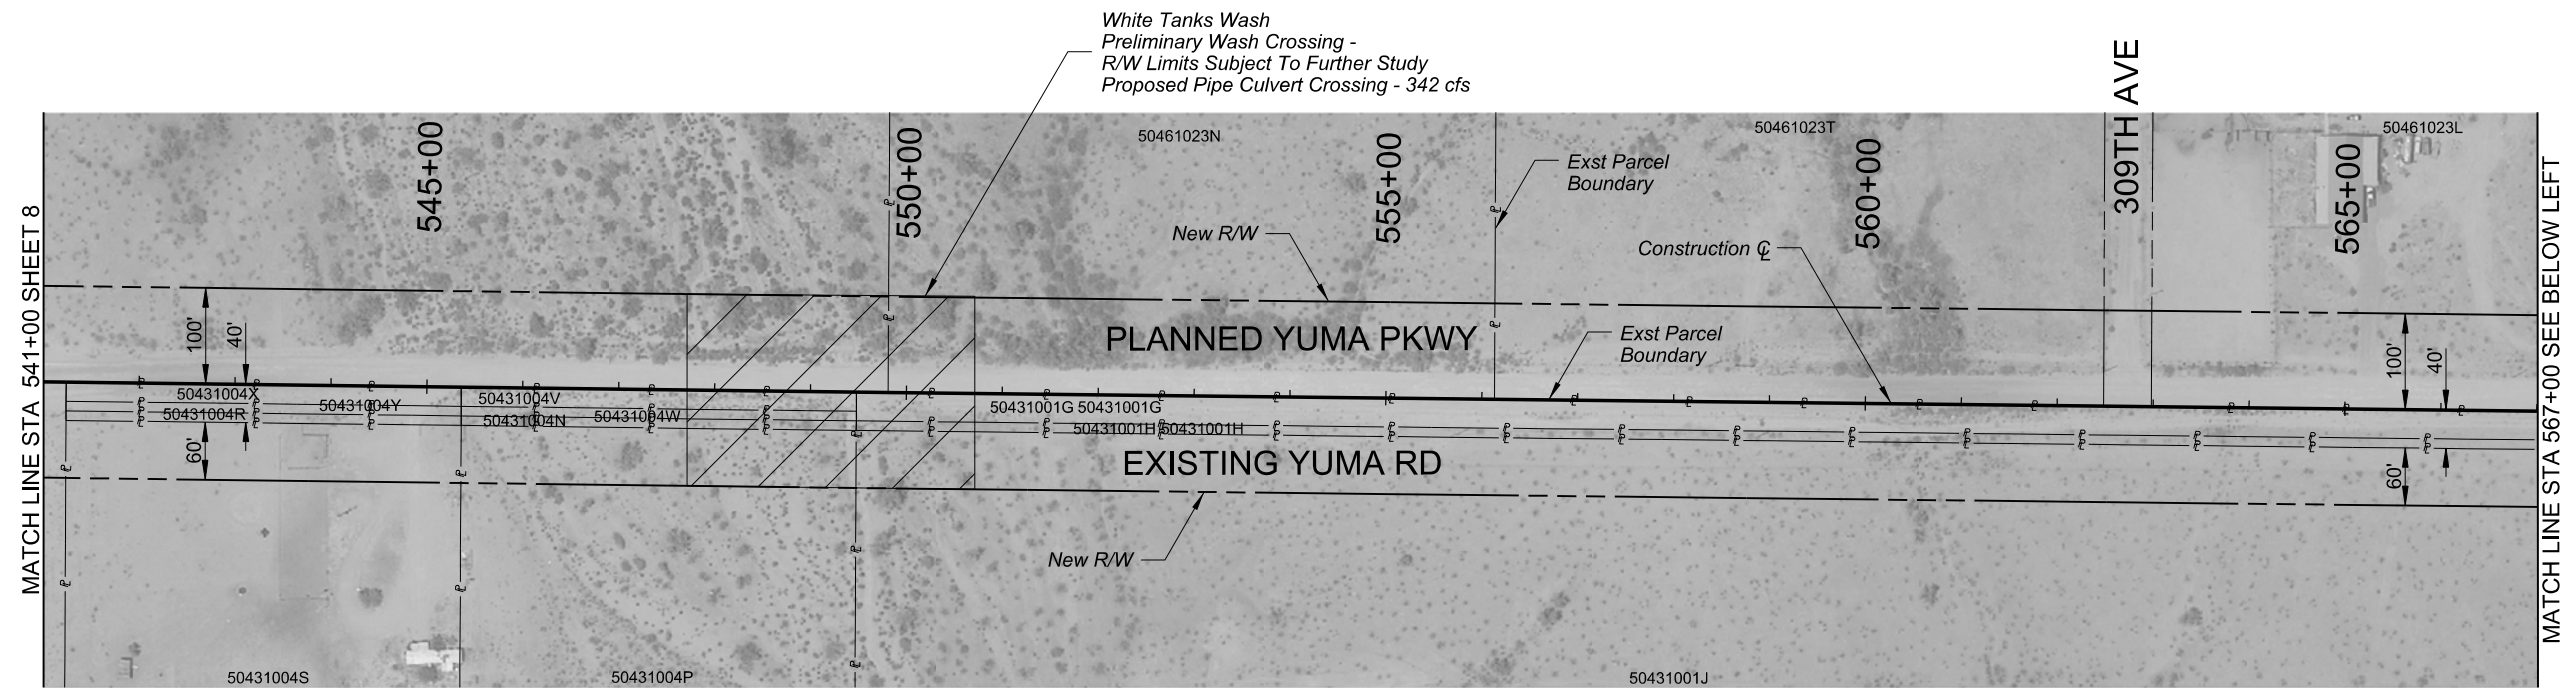 White Tanks Wash
Preliminary Wash Crossing -
R/W Limits Subject To Further Study
Proposed Pipe Culvert Crossing - 342 cfs
MATCH LINE STA 541+00 SHEET 8
545+00
550+00
50461023N
555+00
Exst Parcel
Boundary
50461023T
560+00
309TH AVE
565+00
50461023L
MATCH LINE STA 567+00 SEE BELOW LEFT
New R/W
Construction ℄
100'
40'
PLANNED YUMA PKWY
Exst Parcel
Boundary
100'
40'
50431004X
50431004R
50431004Y
50431004V
50431004N
50431004W
50431001G 50431001G
50431001H 50431001H
60'
EXISTING YUMA RD
60'
New R/W
50431004S
50431004P
50431001J